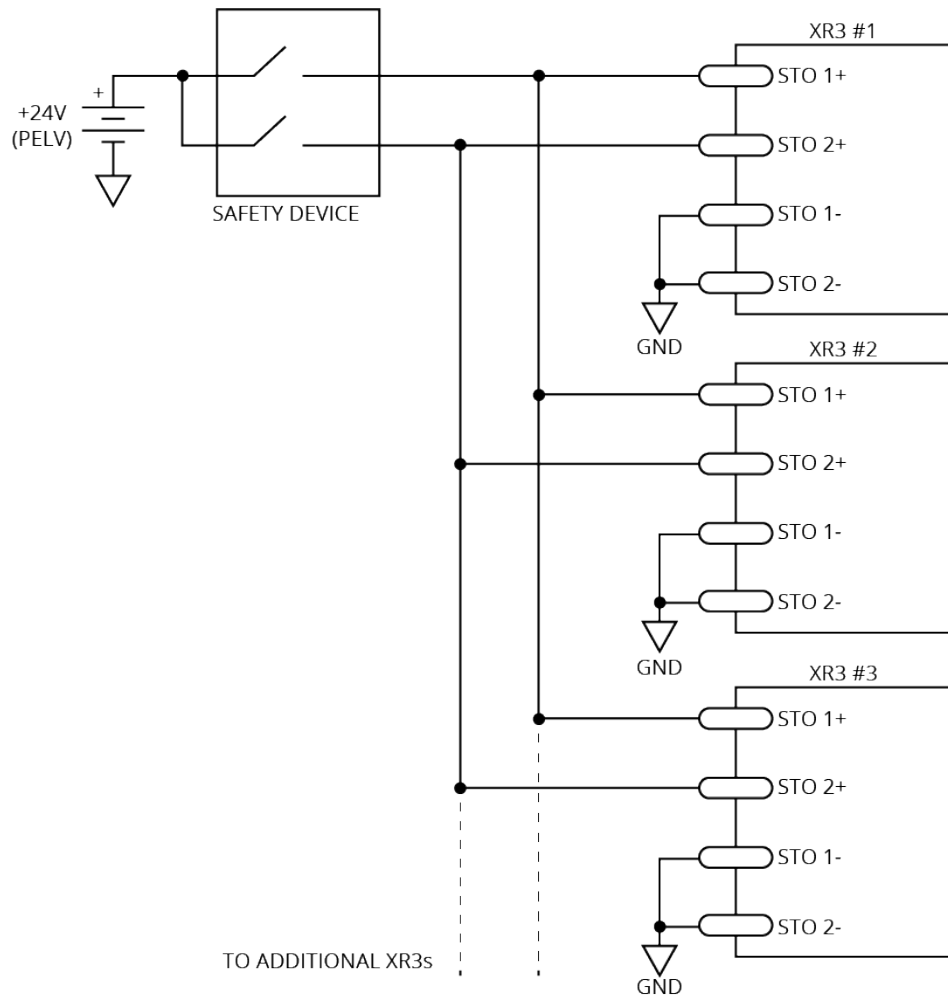 XR3 #1
+
+24V
(PELV)
SAFETY DEVICE
STO 1+
STO 2+
STO 1-
STO 2-
GND
XR3 #2
STO 1+
STO 2+
STO 1-
STO 2-
GND
XR3 #3
STO 1+
STO 2+
STO 1-
STO 2-
GND
TO ADDITIONAL XR3s